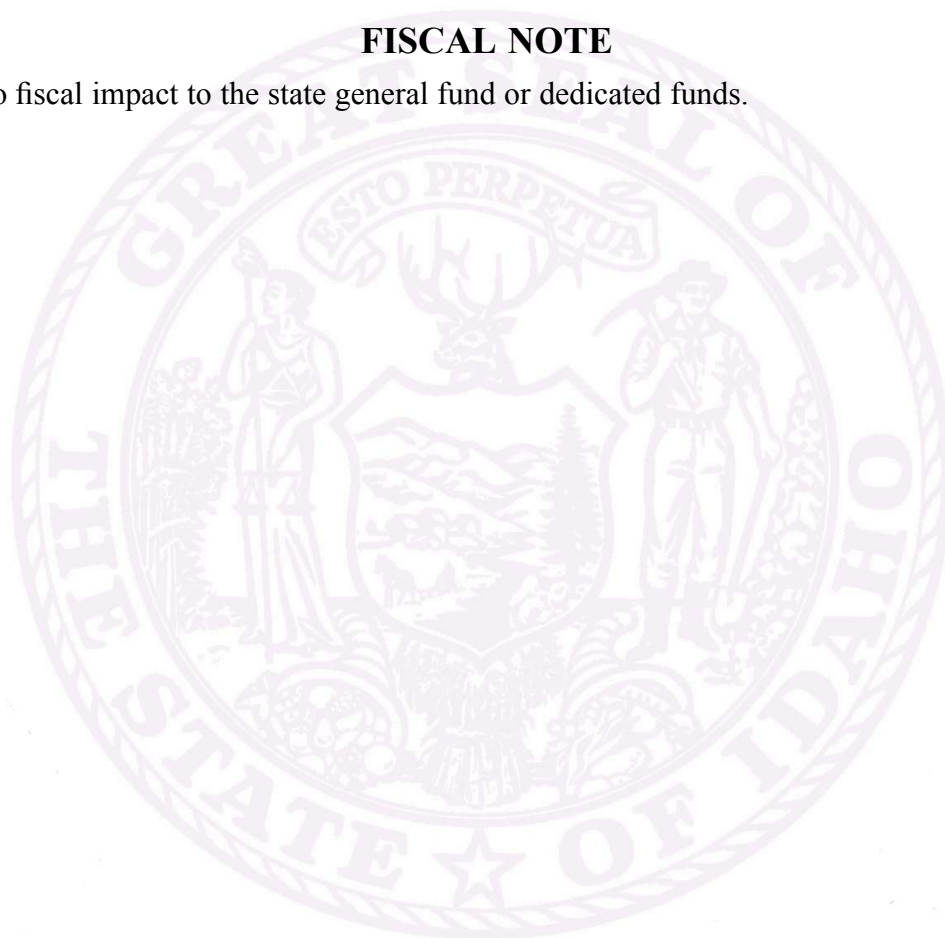 FISCAL NOTE
o fiscal impact to the state general fund or dedicated funds.
GREAT SEAL OF
ESTO PERPETUA
THE STATE OF IDAHO